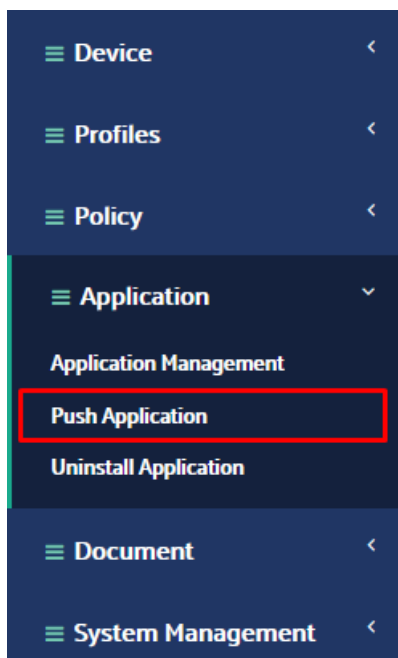 Device
Profiles
Policy
Application
Application Management
Push Application
Uninstall Application
Document
System Management